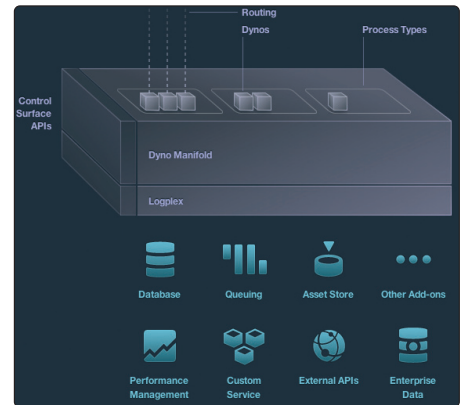 Routing
Dynos
Process Types
Control
Surface
APIs
Dyno Manifold
Logplex
Database
Queuing
Asset Store
Other Add-ons
Performance
Management
Custom
Service
External APIs
Enterprise
Data